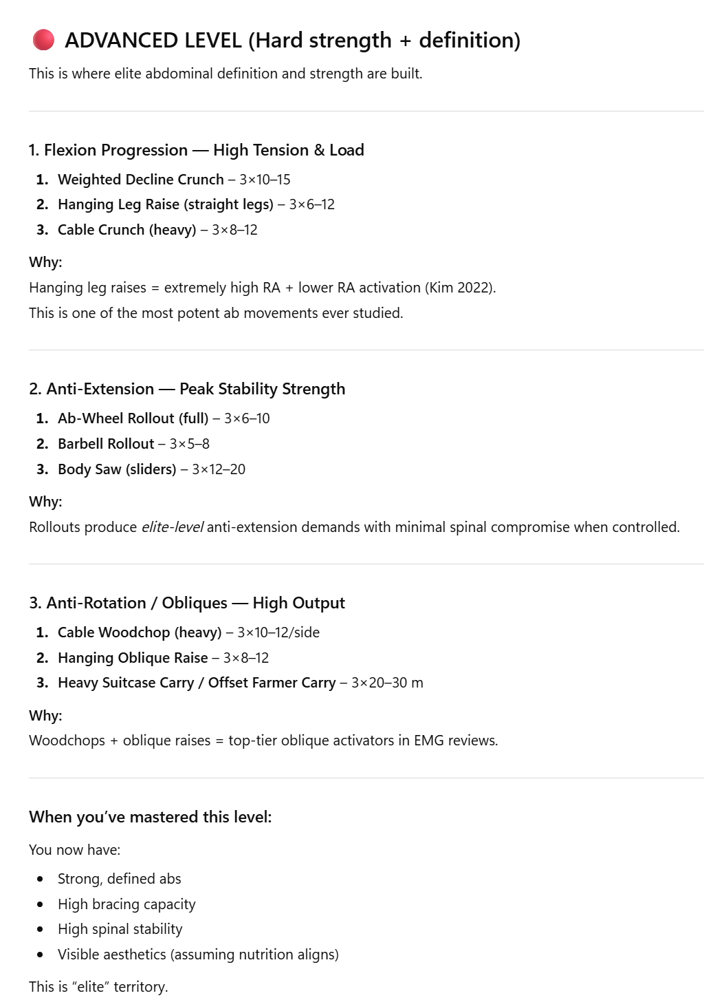 🔴 ADVANCED LEVEL (Hard strength + definition)
This is where elite abdominal definition and strength are built.
1. Flexion Progression — High Tension & Load
1. Weighted Decline Crunch – 3×10–15
2. Hanging Leg Raise (straight legs) – 3×6–12
3. Cable Crunch (heavy) – 3×8–12
Why:
Hanging leg raises = extremely high RA + lower RA activation (Kim 2022).
This is one of the most potent ab movements ever studied.
2. Anti-Extension — Peak Stability Strength
1. Ab-Wheel Rollout (full) – 3×6–10
2. Barbell Rollout – 3×5–8
3. Body Saw (sliders) – 3×12–20
Why:
Rollouts produce elite-level anti-extension demands with minimal spinal compromise when controlled.
3. Anti-Rotation / Obliques — High Output
1. Cable Woodchop (heavy) – 3×10–12/side
2. Hanging Oblique Raise – 3×8–12
3. Heavy Suitcase Carry / Offset Farmer Carry – 3×20–30 m
Why:
Woodchops + oblique raises = top-tier oblique activators in EMG reviews.
When you’ve mastered this level:
You now have:
• Strong, defined abs
• High bracing capacity
• High spinal stability
• Visible aesthetics (assuming nutrition aligns)
This is “elite” territory.